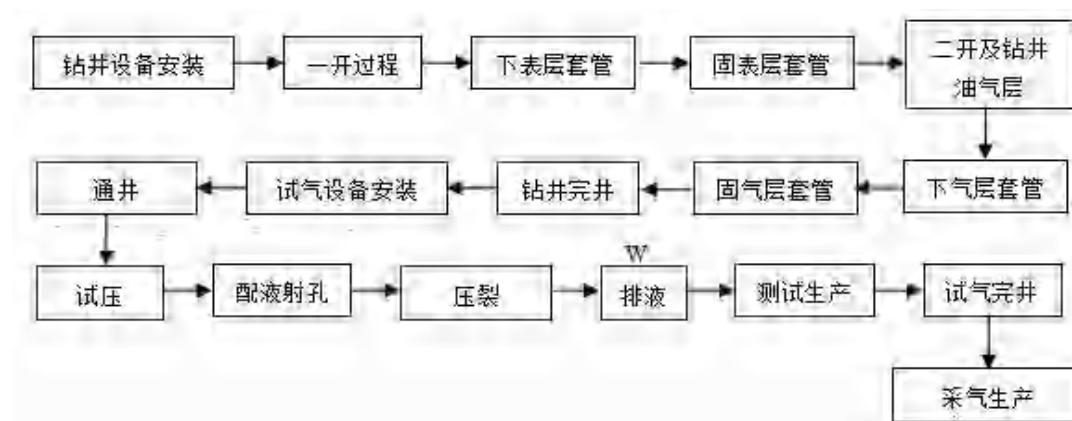 钻井设备安装
一开过程
下表层套管
固表层套管
二开及钻井
油气层
下气层套管
固气层套管
钻井完井
试气设备安装
通井
试压
配液射孔
压裂
W
排液
测试生产
试气完井
采气生产